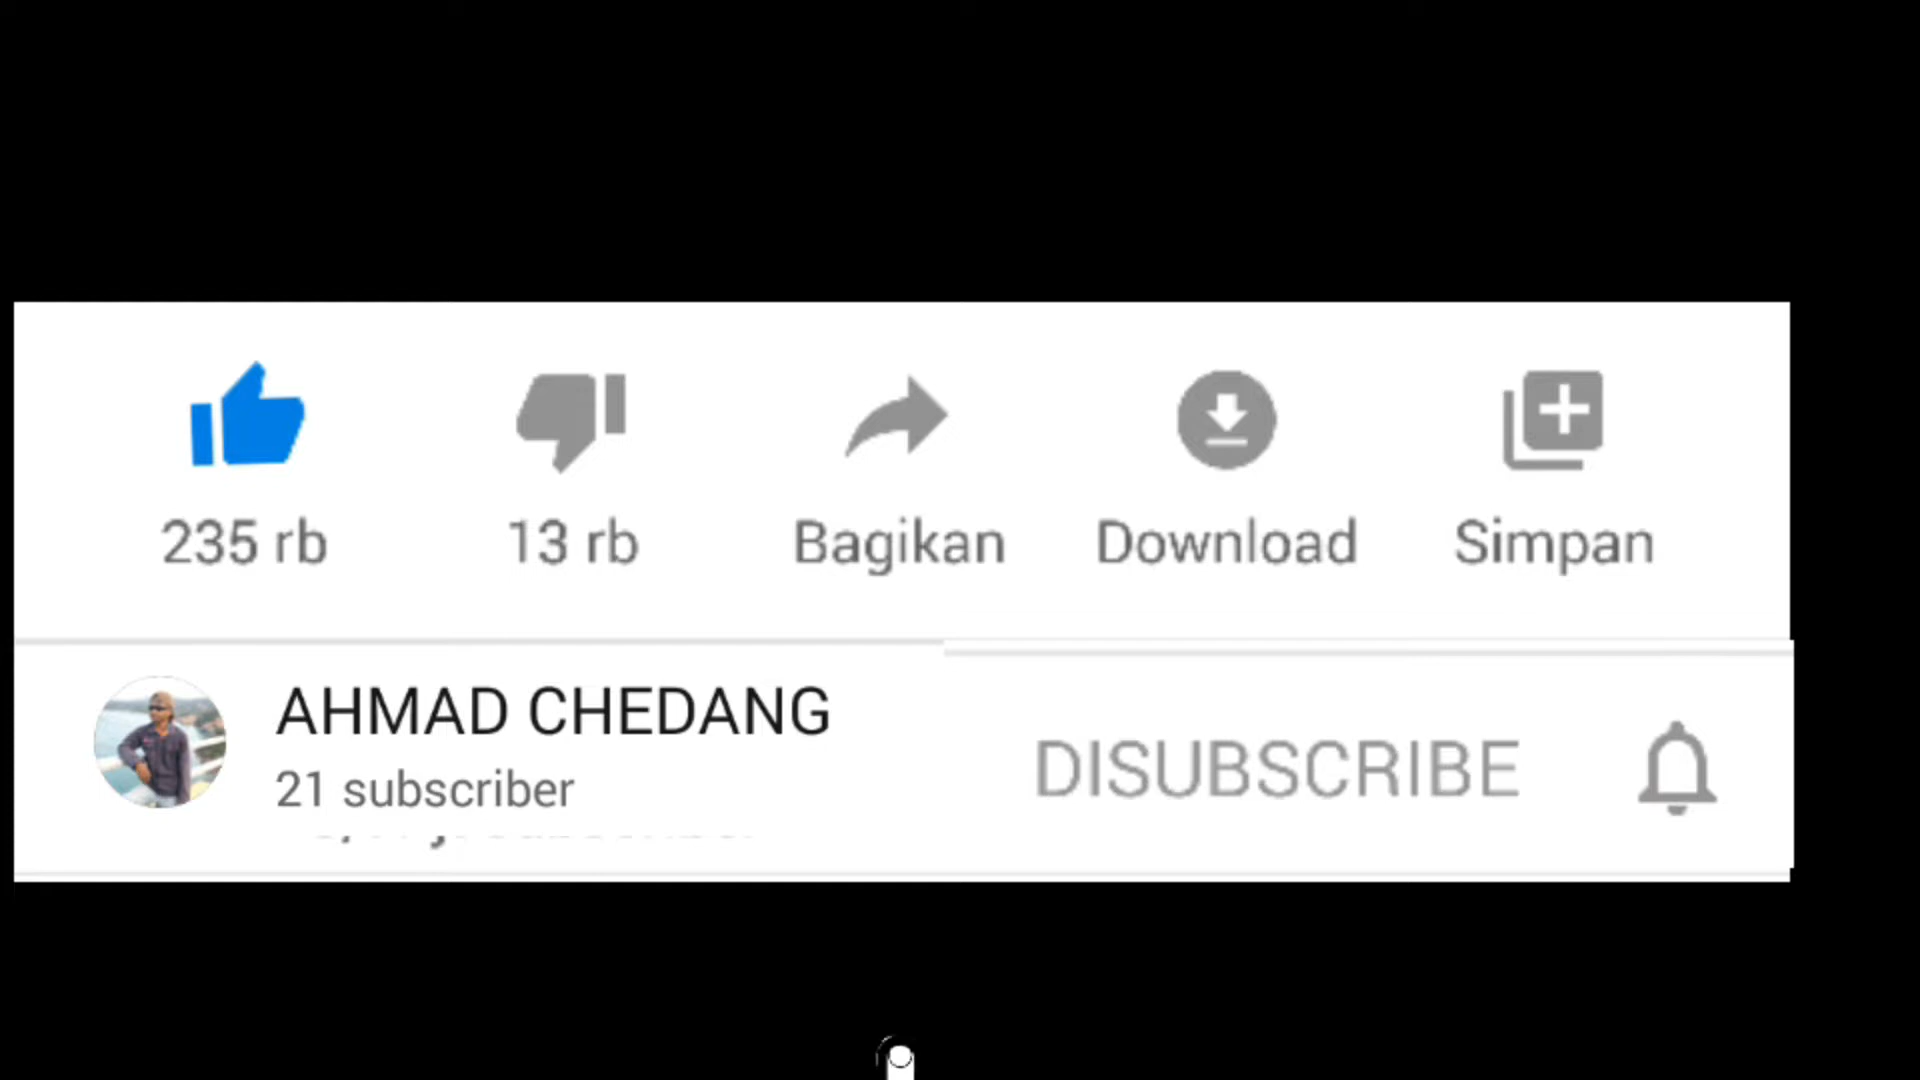 235 rb 13 rb Bagikan Download Simpan
AHMAD CHEDANG
21 subscriber
DISUBSCRIBE